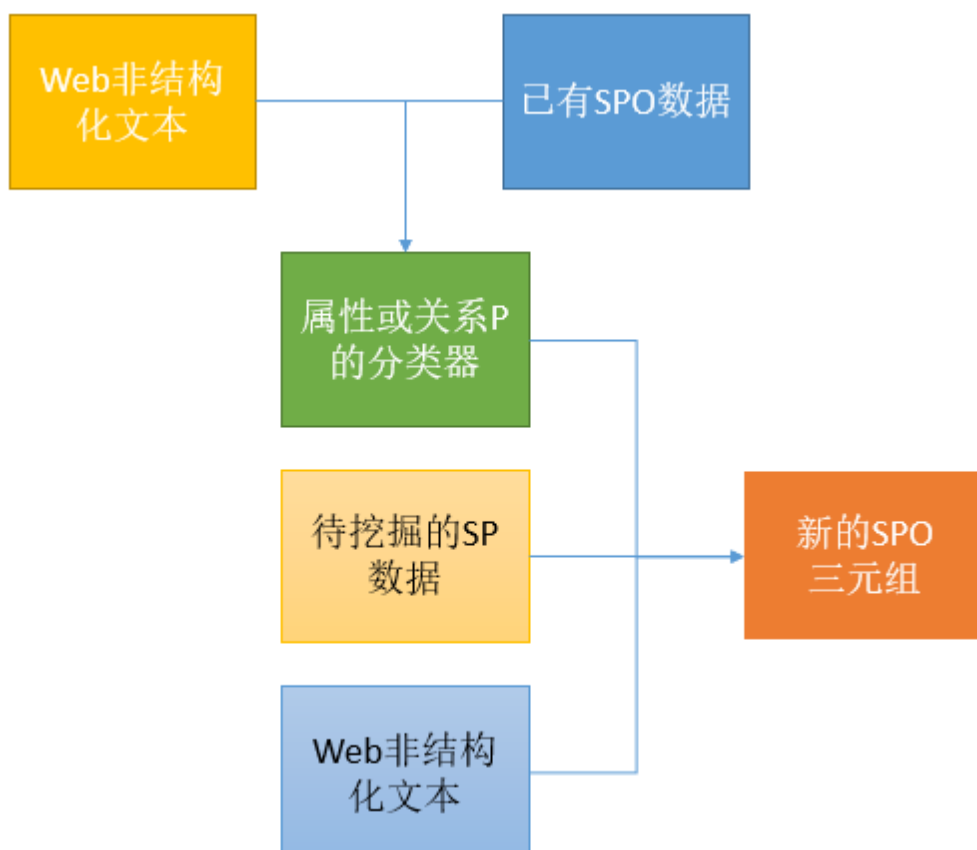 Web非结构
化文本
已有SPO数据
属性或关系P
的分类器
待挖掘的SP
数据
新的SPO
三元组
Web非结构
化文本